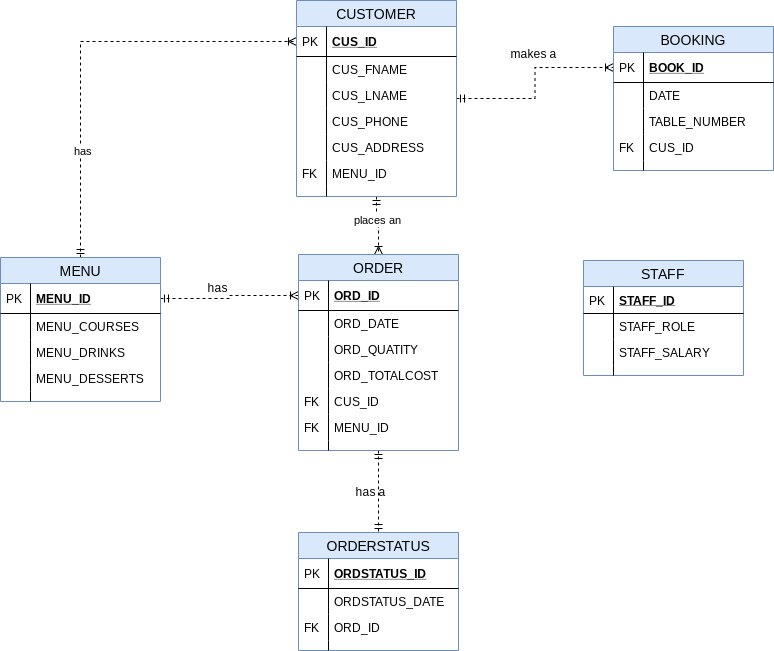 CUSTOMER
PK CUS_ID
CUS_FNAME
CUS_LNAME
CUS_PHONE
CUS_ADDRESS
FK MENU_ID
makes a
BOOKING
PK BOOK_ID
DATE
TABLE_NUMBER
FK CUS_ID
has
places an
MENU
PK MENU_ID
MENU_COURSES
MENU_DRINKS
MENU_DESSERTS
has
ORDER
PK ORD_ID
ORD_DATE
ORD_QUATITY
ORD_TOTALCOST
FK CUS_ID
FK MENU_ID
STAFF
PK STAFF_ID
STAFF_ROLE
STAFF_SALARY
has a
ORDERSTATUS
PK ORDSTATUS_ID
ORDSTATUS_DATE
FK ORD_ID